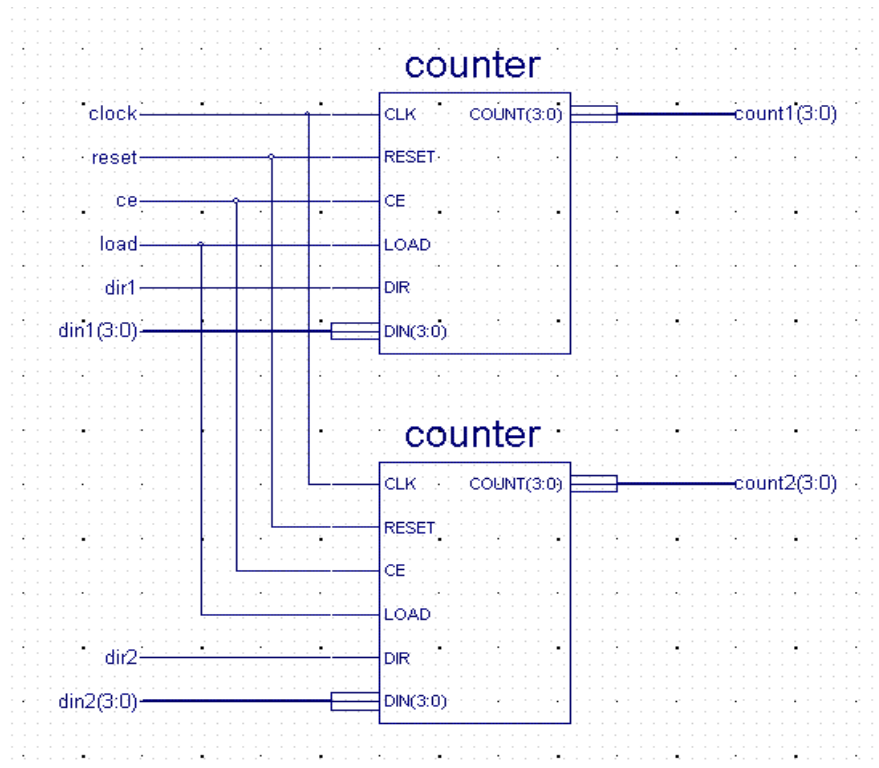 counter
clock CLK COUNT(3:0) count1(3:0)
reset RESET
ce CE
load LOAD
dir1 DIR
din1(3:0) DIN(3:0)
counter
CLK COUNT(3:0) count2(3:0)
RESET
CE
LOAD
dir2 DIR
din2(3:0) DIN(3:0)